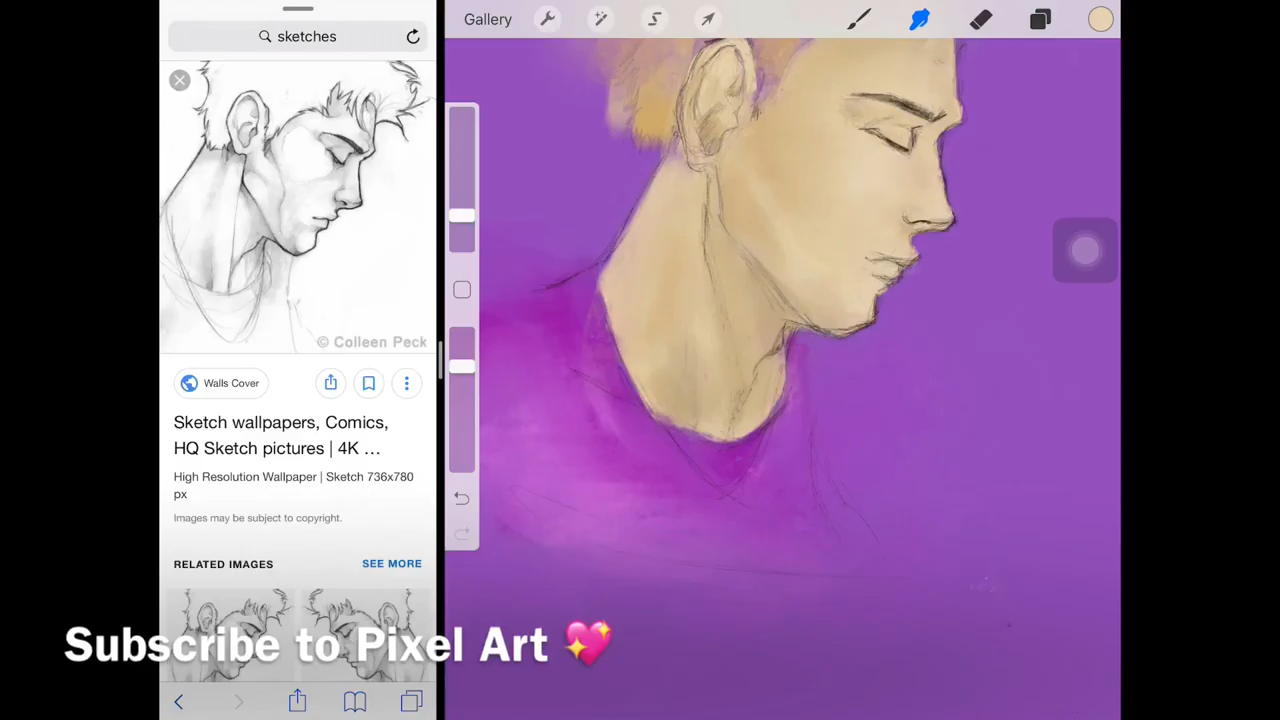 sketches
Gallery
© Colleen Peck
Walls Cover
Sketch wallpapers, Comics,
HQ Sketch pictures | 4K ...
High Resolution Wallpaper | Sketch 736x780
px
Images may be subject to copyright.
RELATED IMAGES
SEE MORE
Subscribe to Pixel Art 💖